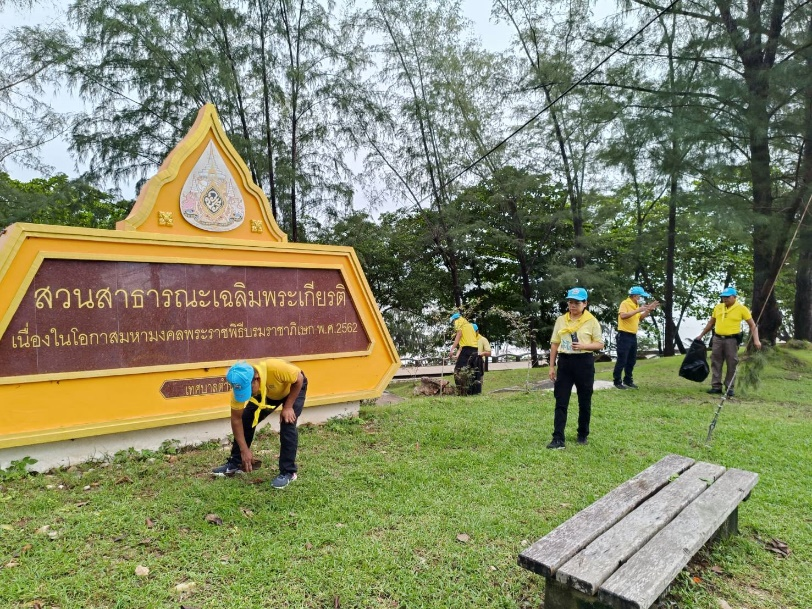 สวนสาธารณะเฉลิมพระเกียรติ
เนื่องในโอกาสมหามงคลพระราชพิธีบรมราชาภิเษก พ.ศ.2562
เทศบาลตำ